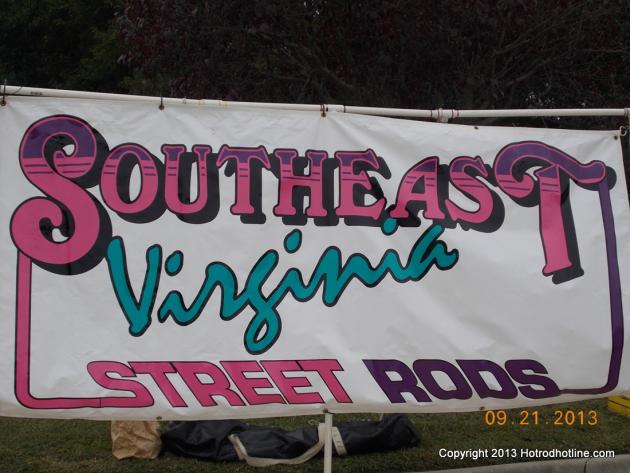 SOUTHEAST
Virginia
STREET RODS
09.21.2013
Copyright 2013 Hotrodhotline.com